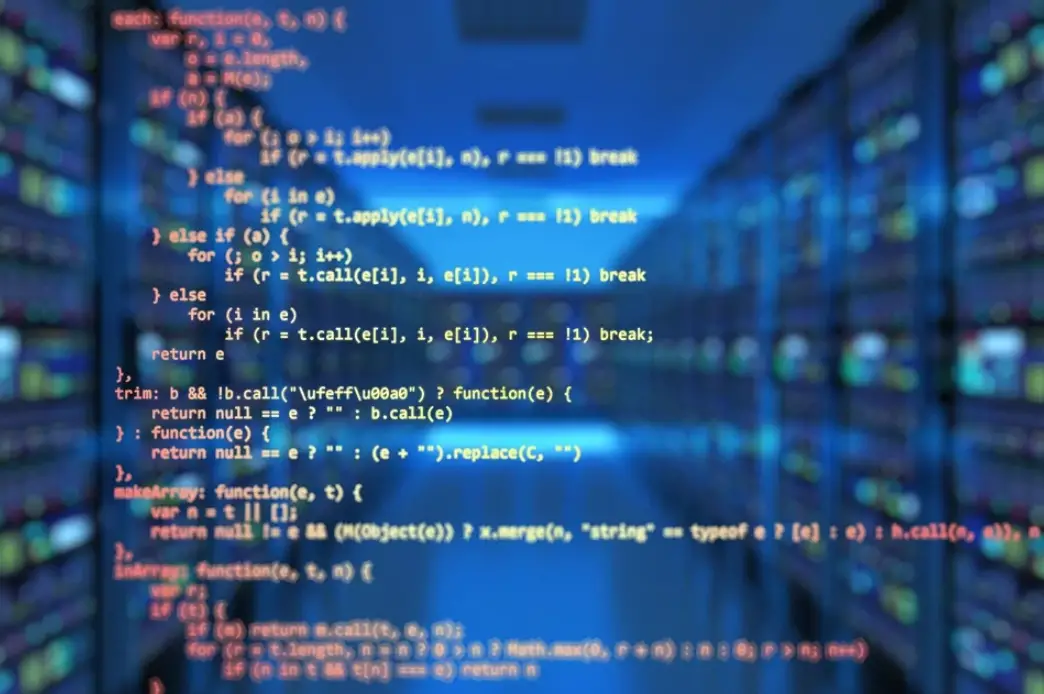 each: function(e, t, n) {
var r, i = 0,
o = e.length,
a = M(e);
if (n) {
if (a) {
for (; o > i; i++)
if (r = t.apply(e[i], n), r === !1) break
} else
for (i in e)
if (r = t.apply(e[i], n), r === !1) break
} else if (a) {
for (; o > i; i++)
if (r = t.call(e[i], i, e[i]), r === !1) break
} else
for (i in e)
if (r = t.call(e[i], i, e[i]), r === !1) break;
return e
},
trim: b && !b.call("\ufeff\u00a0") ? function(e) {
return null == e ? "" : b.call(e)
} : function(e) {
return null == e ? "" : (e + "").replace(C, "")
},
makeArray: function(e, t) {
var n = t || [];
return null != e && (M(Object(e)) ? x.merge(n, "string" == typeof e ? [e] : e) : h.call(n, e)), n
},
inArray: function(e, t, n) {
var r;
if (t) {
if (m) return m.call(t, e, n);
for (r = t.length, n = n ? 0 > n ? Math.max(0, r + n) : n : 0; r > n; n++)
if (n in t && t[n] === e) return n
}